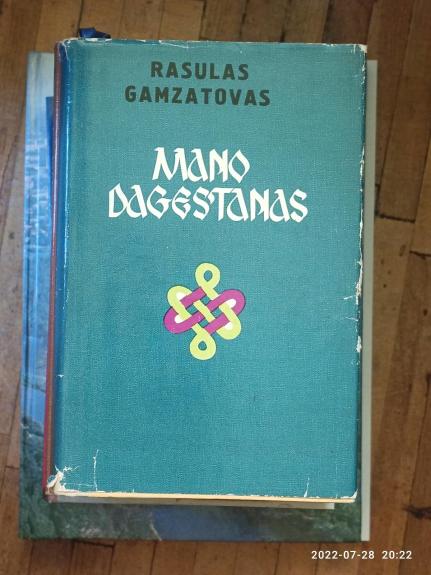 RASULAS
GAMZATOVAS
MANO
DAGESTANAS
2022-07-28 20:22